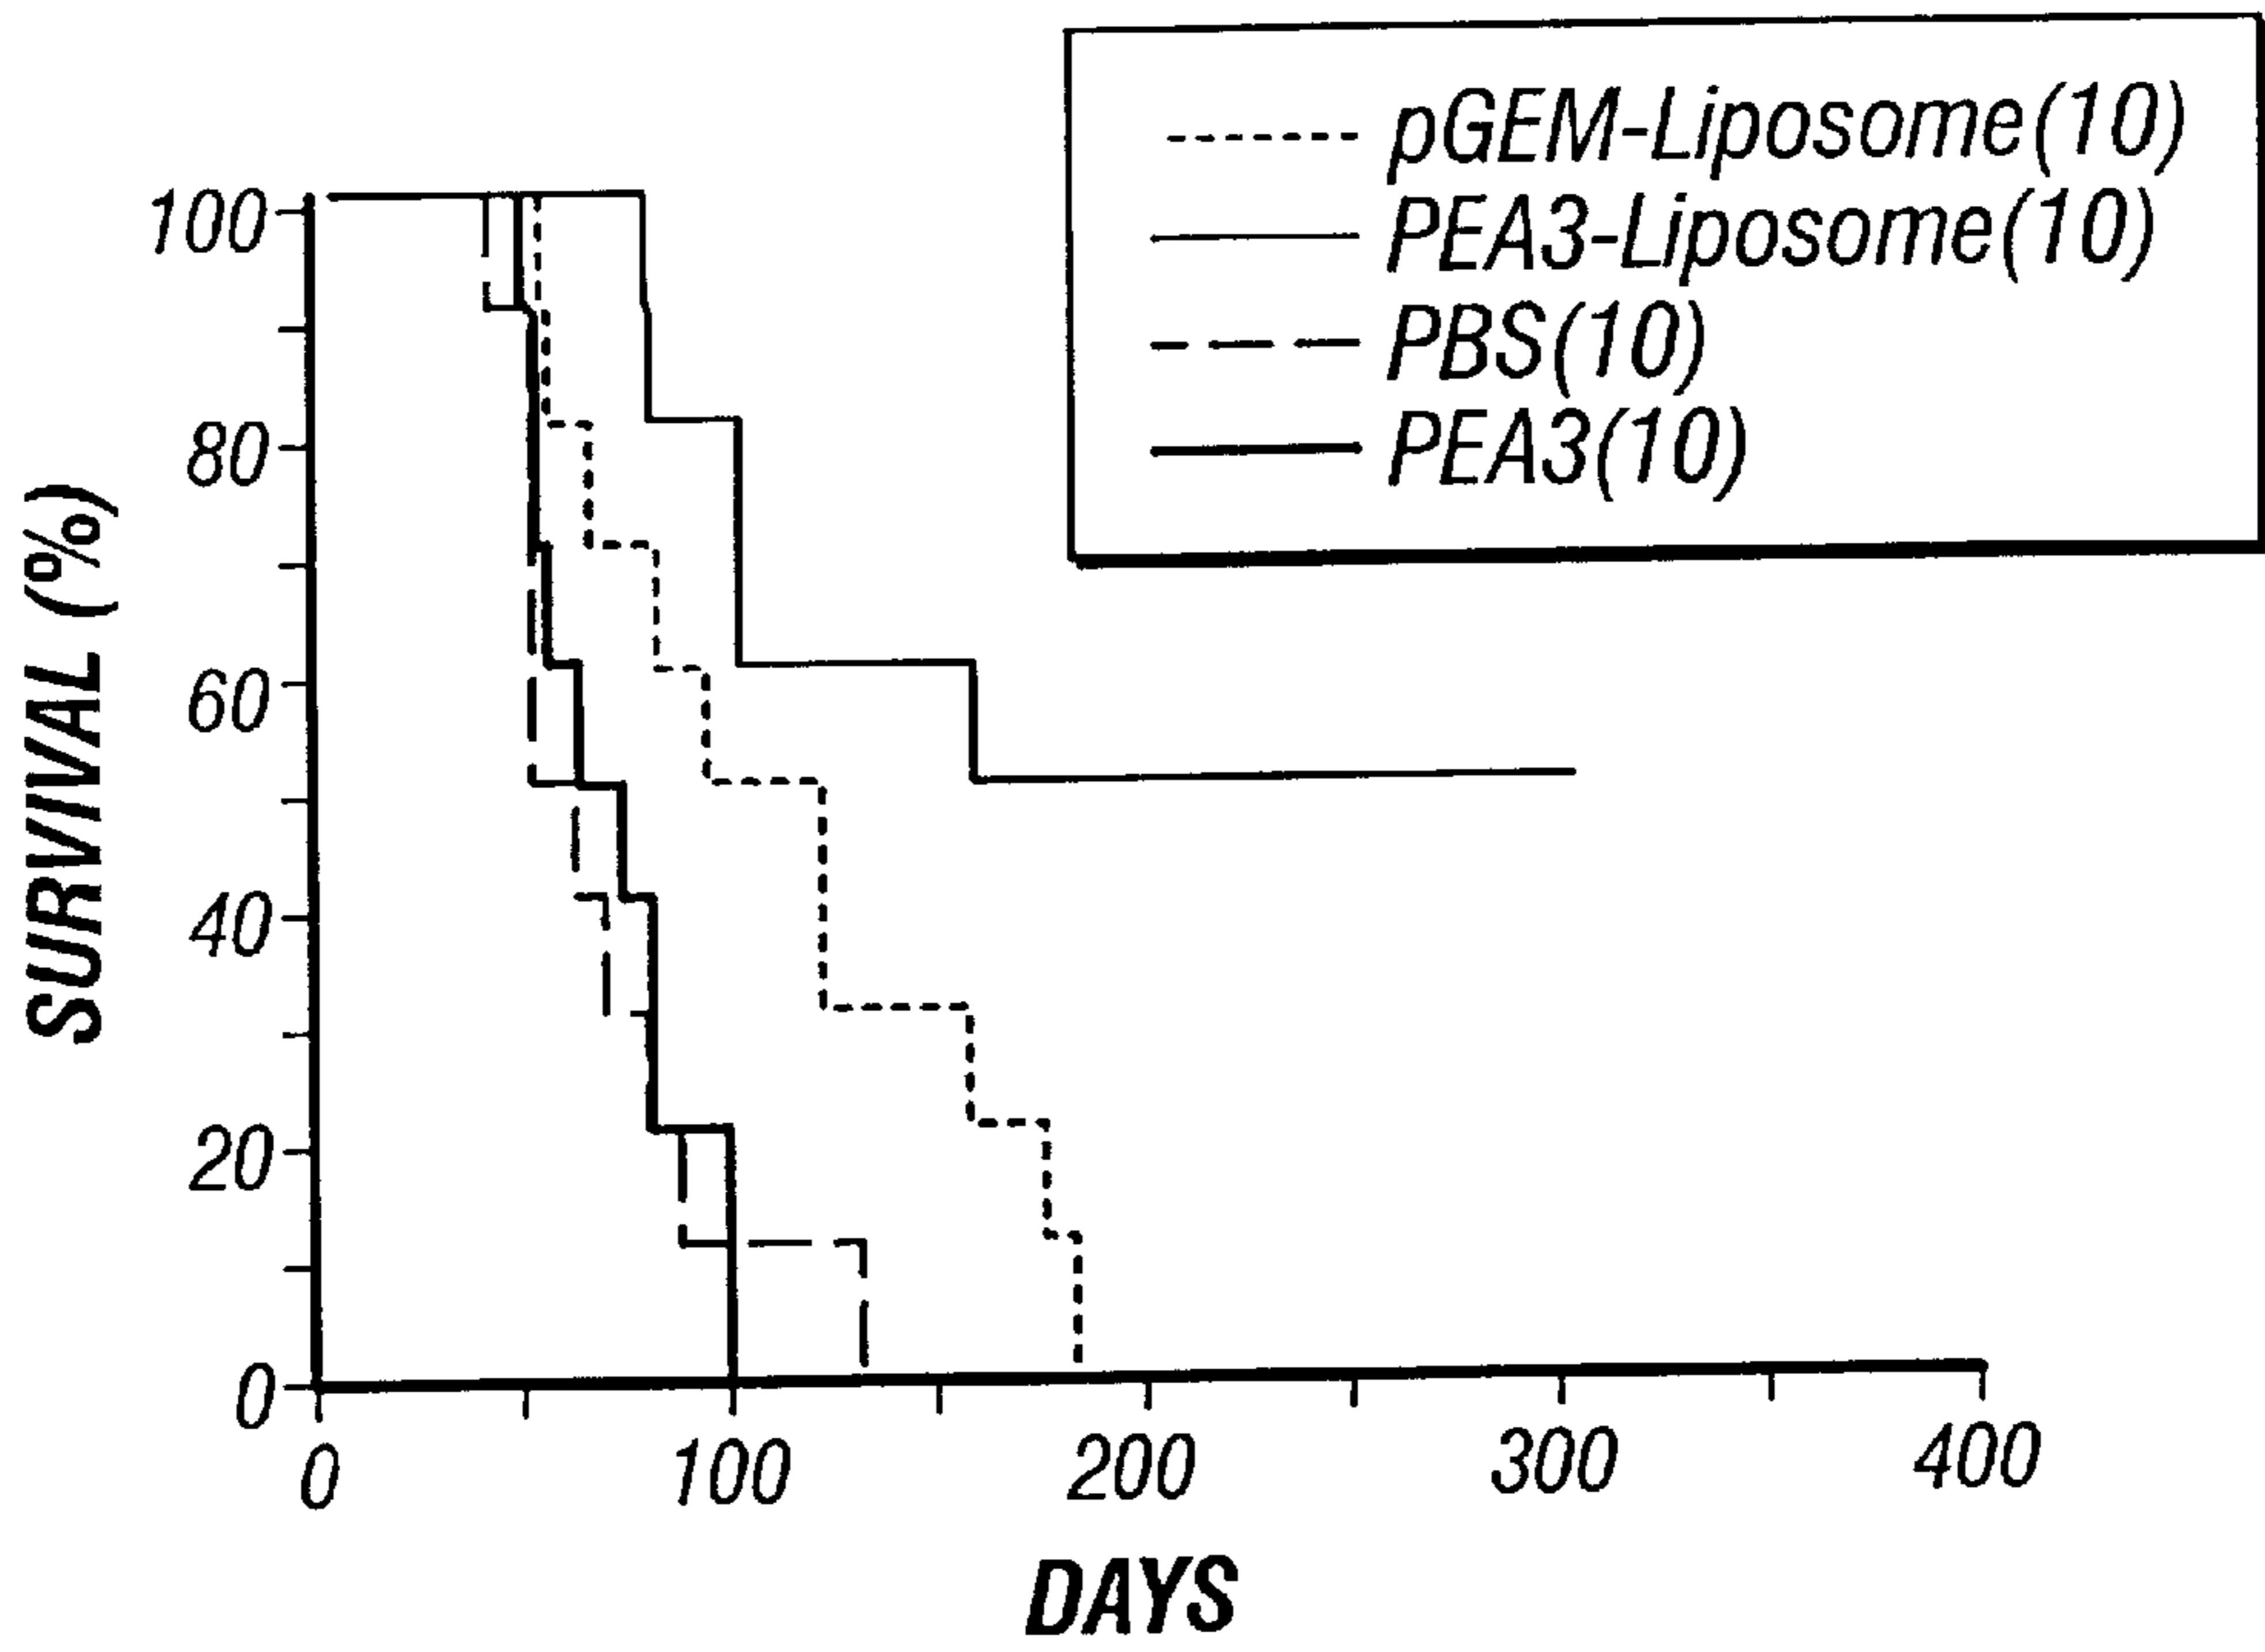 pGEM-Liposome(10)
PEA3-Liposome(10)
PBS(10)
PEA3(10)
100
80
60
40
20
0
SURVIVAL (%)
0 100 200 300 400
DAYS